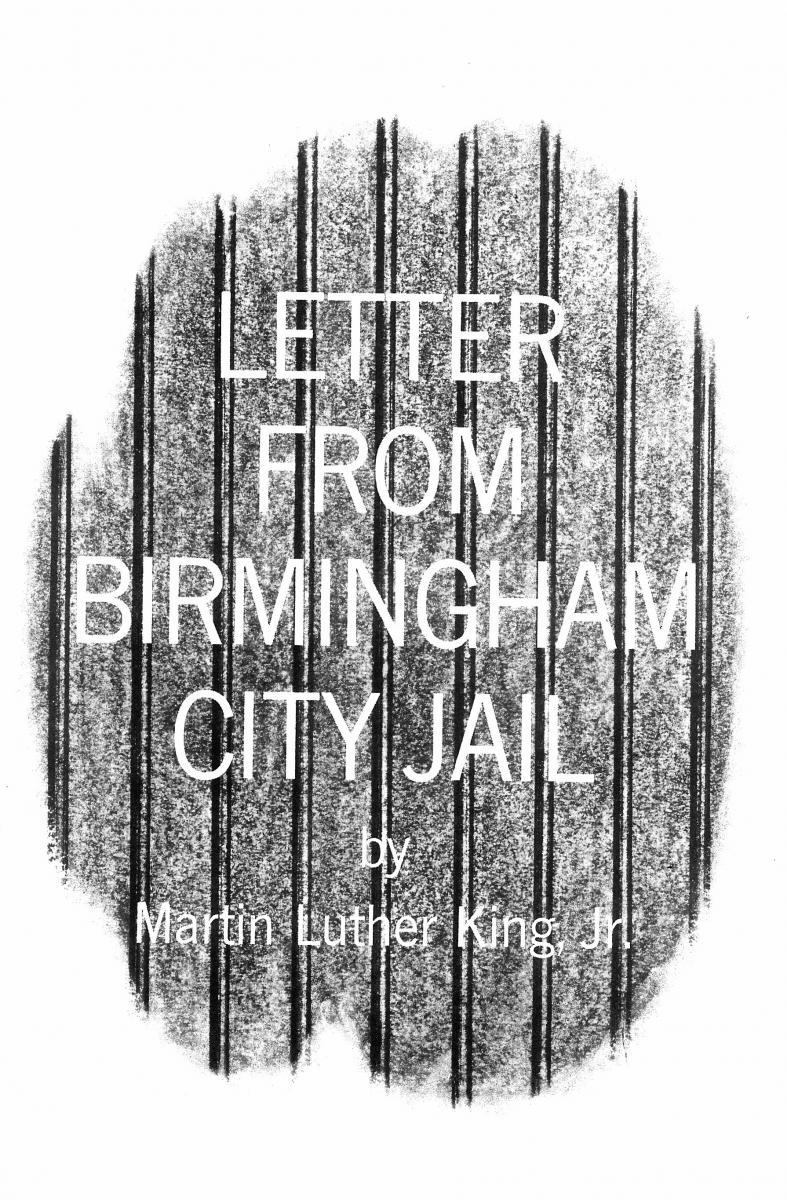 LETTER
FROM
BIRMINGHAM
CITY JAIL
by
Martin Luther King, Jr.